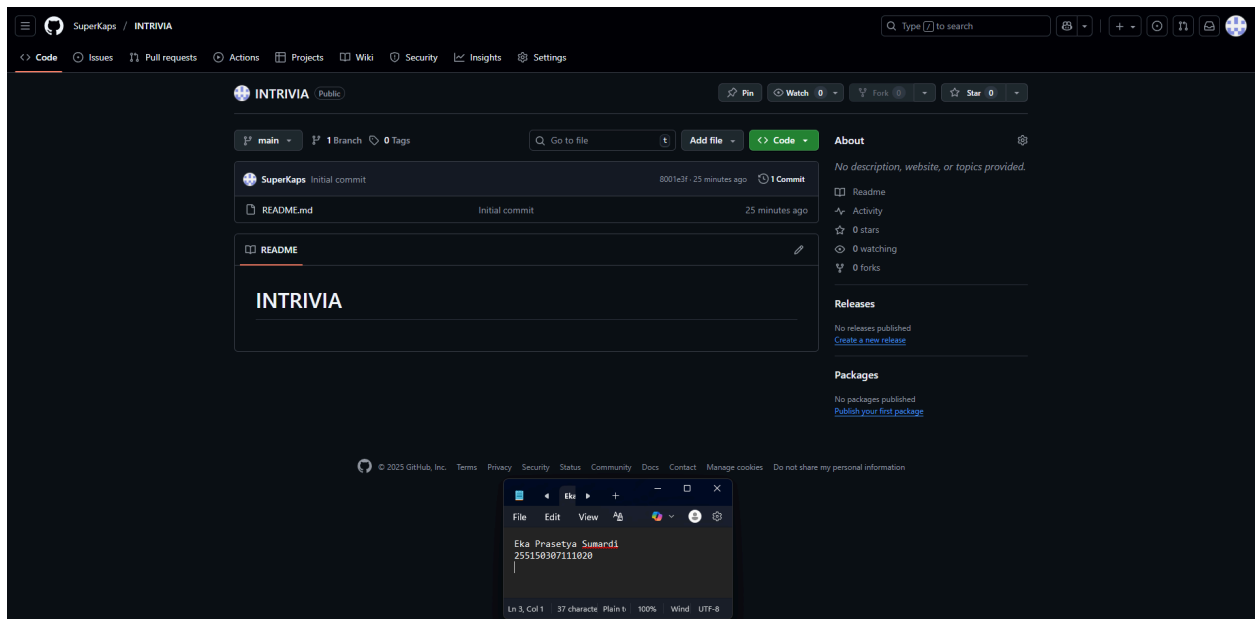 SuperKaps / INTRIVIA
Type / to search
Code Issues Pull requests Actions Projects Wiki Security Insights Settings
INTRIVIA Public
Pin Watch 0 Fork 0 Star 0
main 1 Branch 0 Tags
Go to file t Add file Code
SuperKaps Initial commit 8001e3f · 25 minutes ago 1 Commit
README.md Initial commit 25 minutes ago
README
INTRIVIA
About
No description, website, or topics provided.
Readme
Activity
0 stars
0 watching
0 forks
Releases
No releases published
Create a new release
Packages
No packages published
Publish your first package
© 2025 GitHub, Inc. Terms Privacy Security Status Community Docs Contact Manage cookies Do not share my personal information
Eka
File Edit View
Eka Prasetya Sumardi
255150307111020
Ln 3, Col 1 37 characte Plain t 100% Wind UTF-8